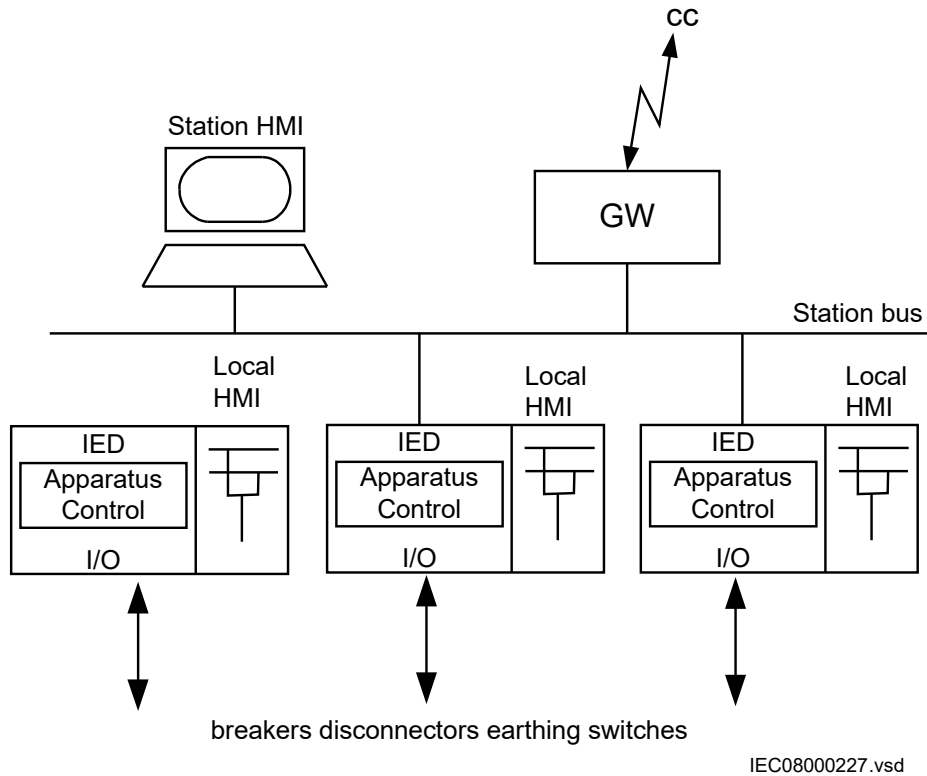 cc
Station HMI
GW
Station bus
Local
HMI
Local
HMI
Local
HMI
IED
Apparatus
Control
I/O
IED
Apparatus
Control
I/O
IED
Apparatus
Control
I/O
breakers disconnectors earthing switches
IEC08000227.vsd